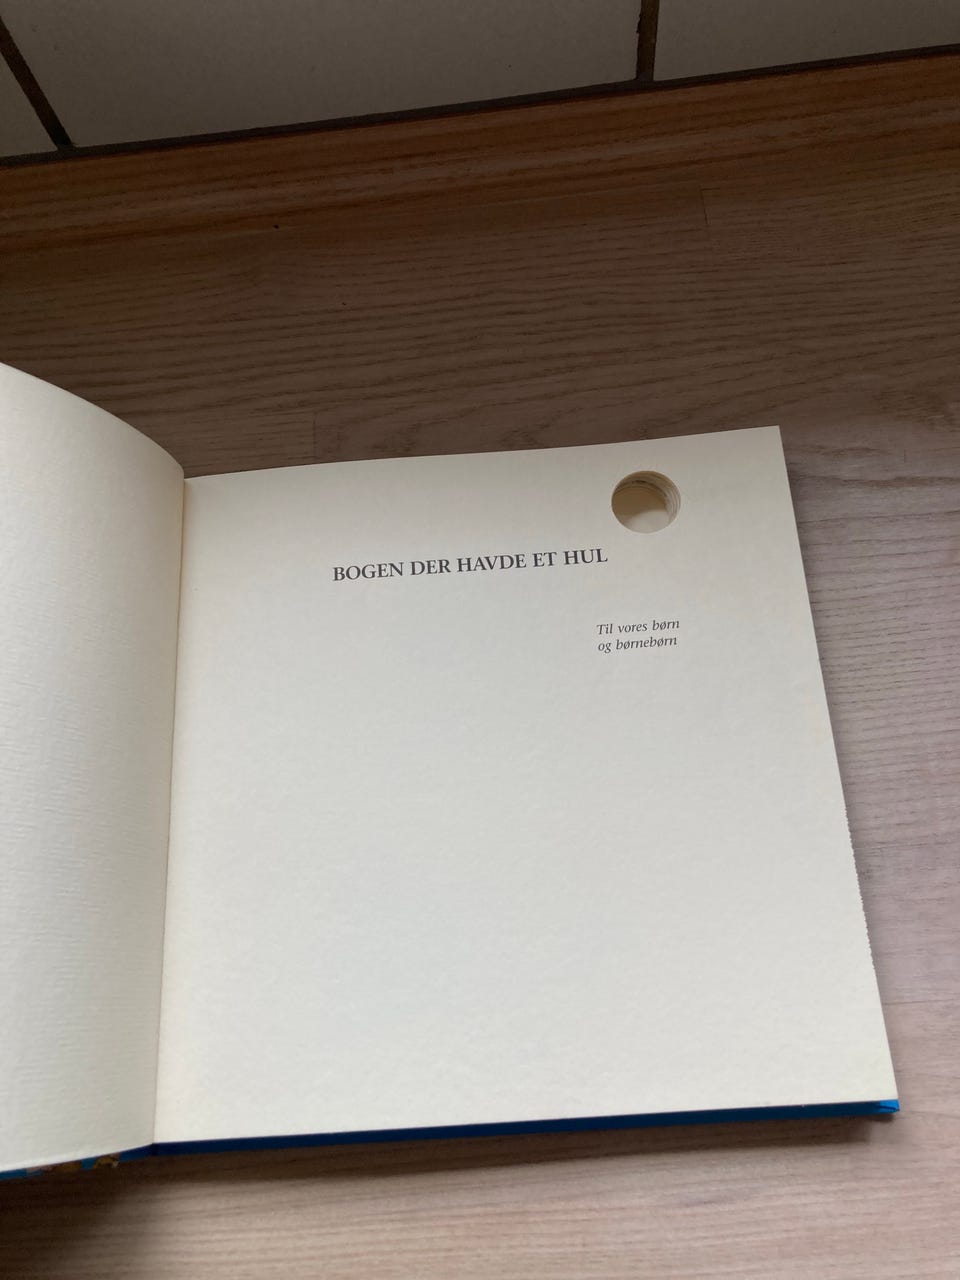 BOGEN DER HAVDE ET HUL
Til vores børn
og børnebørn